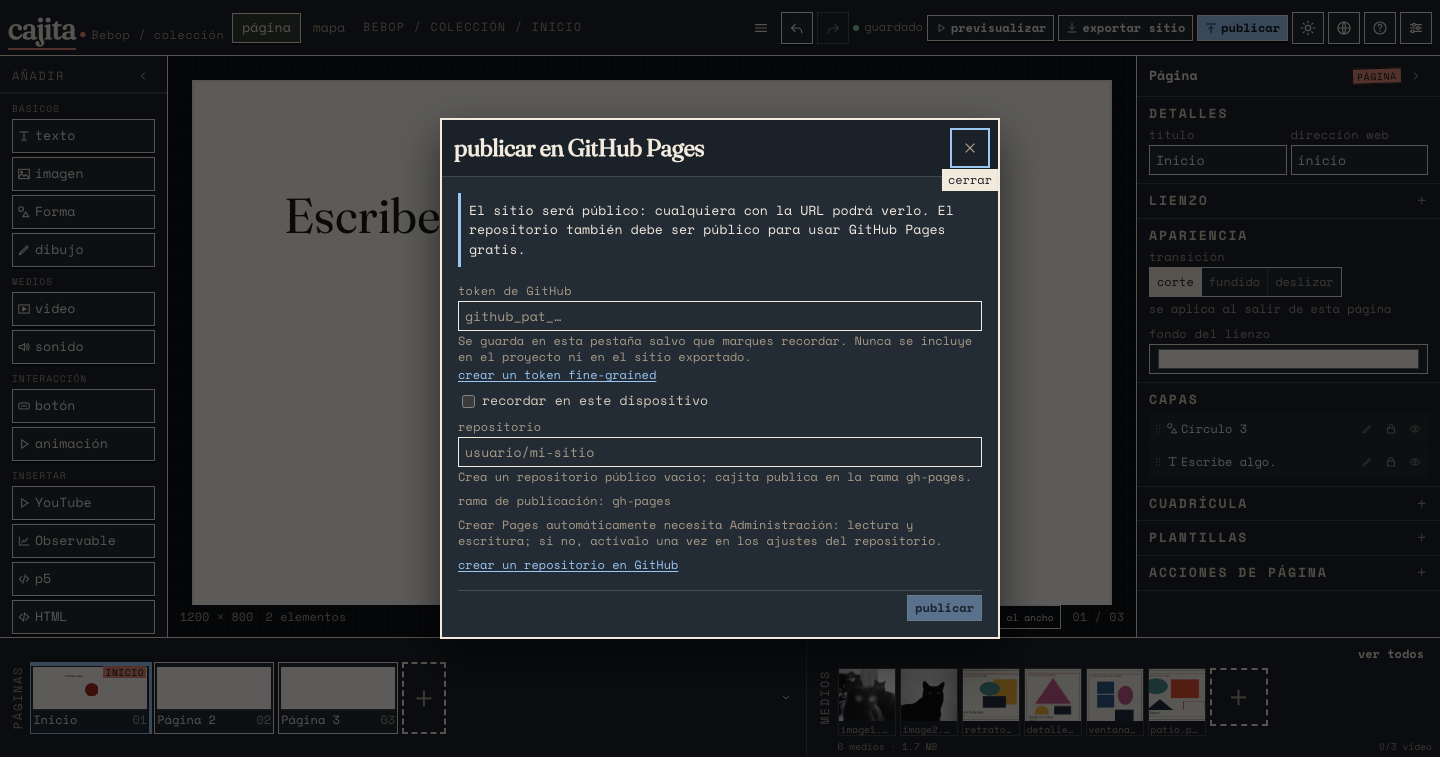 cajita
Bebop / colección
página
mapa
BEBOP / COLECCIÓN / INICIO
guardado
previsualizar
exportar sitio
publicar
AÑADIR
BÁSICOS
texto
imagen
Forma
dibujo
MEDIOS
video
sonido
INTERACCIÓN
botón
animación
INSERTAR
YouTube
Observable
p5
HTML
Escribe
1200 × 800 2 elementos
al ancho
01 / 03
publicar en GitHub Pages
cerrar
El sitio será público: cualquiera con la URL podrá verlo. El
repositorio también debe ser público para usar GitHub Pages
gratis.
token de GitHub
github_pat_…
Se guarda en esta pestaña salvo que marques recordar. Nunca se incluye
en el proyecto ni en el sitio exportado.
crear un token fine-grained
recordar en este dispositivo
repositorio
usuario/mi-sitio
Crea un repositorio público vacío; cajita publica en la rama gh-pages.
rama de publicación: gh-pages
Crear Pages automáticamente necesita Administración: lectura y
escritura; si no, actívalo una vez en los ajustes del repositorio.
crear un repositorio en GitHub
publicar
Página
PÁGINA
DETALLES
título
dirección web
Inicio
inicio
LIENZO
APARIENCIA
transición
corte
fundido
deslizar
se aplica al salir de esta página
fondo del lienzo
CAPAS
Círculo 3
Escribe algo.
CUADRÍCULA
PLANTILLAS
ACCIONES DE PÁGINA
PÁGINAS
INICIO
Inicio 01
Página 2 02
Página 3 03
ver todos
MEDIOS
image1.…
image2.…
retrato…
detalle…
ventana…
patio.p…
6 medios · 1.7 MB
0/3 video